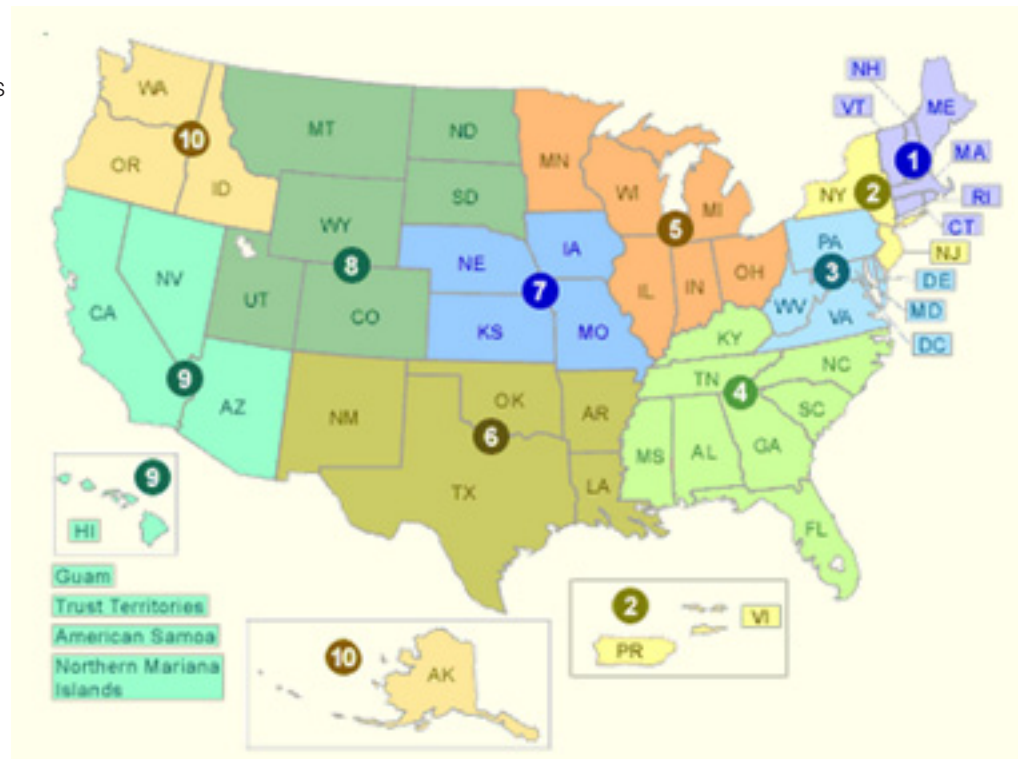 s
NH
VT
ME
WA
MT
ND
MN
10
1
MA
OR
ID
SD
WI
MI
NY
2
RI
CT
WY
5
PA
NJ
8
NE
IA
3
DE
NV
7
IL
IN
OH
WV
MD
CA
UT
CO
KS
MO
VA
DC
KY
NC
9
TN
4
AZ
NM
OK
AR
SC
6
MS
AL
GA
TX
LA
9
HI
FL
Guam
Trust Territories
American Samoa
Northern Mariana
Islands
10
AK
2
VI
PR